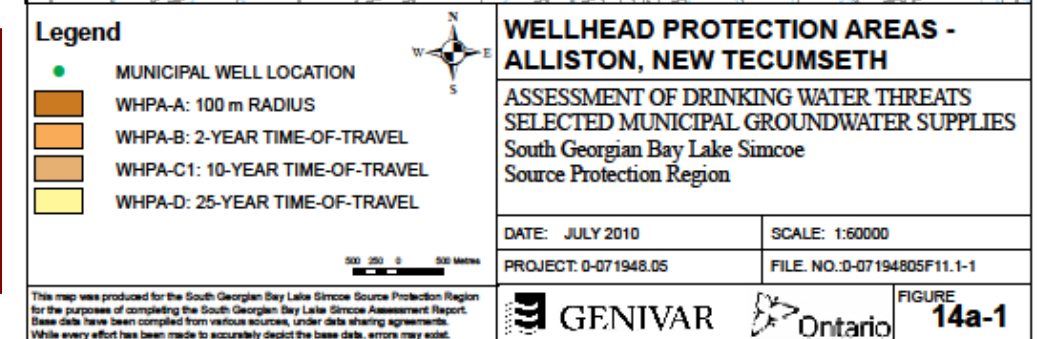 Legend
N
W E
S
MUNICIPAL WELL LOCATION
WHPA-A: 100 m RADIUS
WHPA-B: 2-YEAR TIME-OF-TRAVEL
WHPA-C1: 10-YEAR TIME-OF-TRAVEL
WHPA-D: 25-YEAR TIME-OF-TRAVEL
500 250 0 500 Metres
This map was produced for the South Georgian Bay Lake Simcoe Source Protection Region
for the purposes of completing the South Georgian Bay Lake Simcoe Assessment Report.
Base data have been compiled from various sources, under data sharing agreements.
While every effort has been made to accurately depict the base data, errors may exist.
WELLHEAD PROTECTION AREAS -
ALLISTON, NEW TECUMSETH
ASSESSMENT OF DRINKING WATER THREATS
SELECTED MUNICIPAL GROUNDWATER SUPPLIES
South Georgian Bay Lake Simcoe
Source Protection Region
DATE: JULY 2010
SCALE: 1:60000
PROJECT: 0-071948.05
FILE. NO.:0-07194805F11.1-1
GENIVAR
Ontario
FIGURE
14a-1